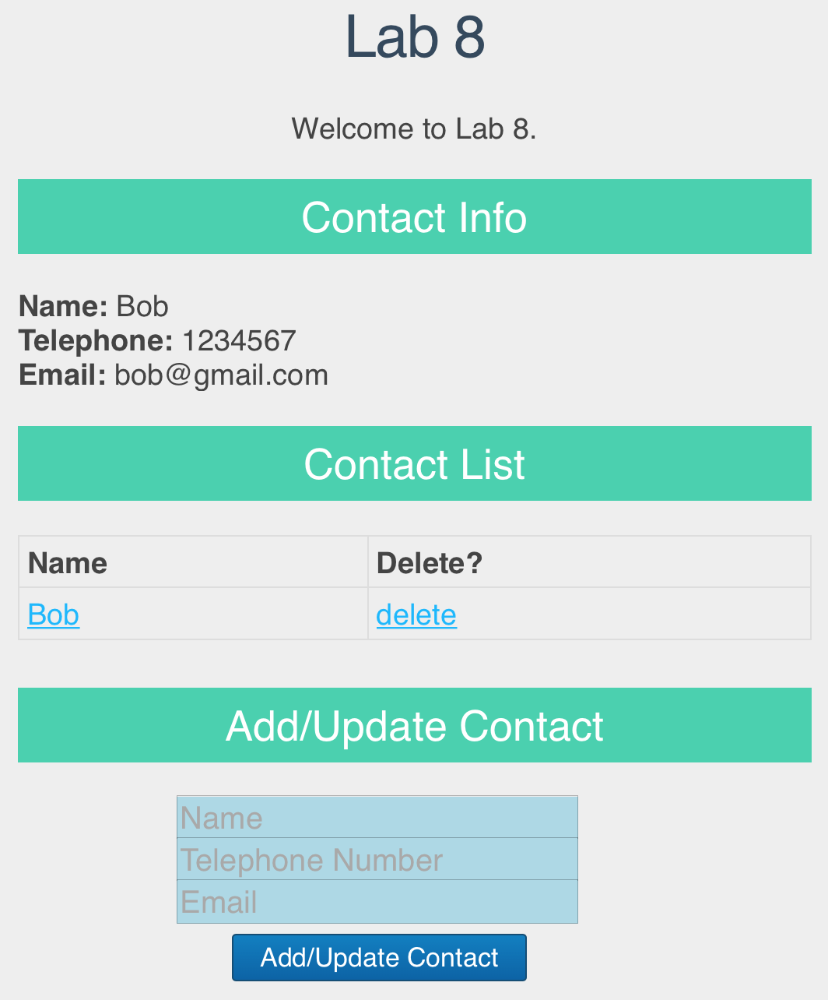 Lab 8
Welcome to Lab 8.
Contact Info
Name: Bob
Telephone: 1234567
Email: bob@gmail.com
Contact List
Name Delete?
Bob delete
Add/Update Contact
Name
Telephone Number
Email
Add/Update Contact